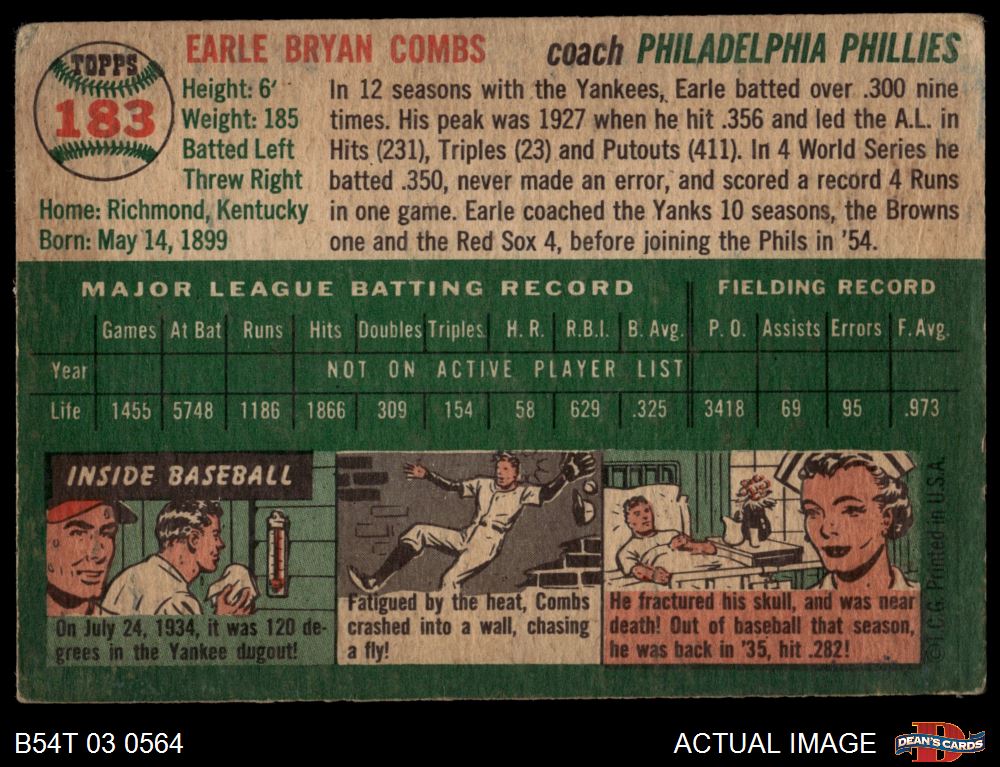 TOPPS
183
EARLE BRYAN COMBS coach PHILADELPHIA PHILLIES
Height: 6'
Weight: 185
Batted Left
Threw Right
Home: Richmond, Kentucky
Born: May 14, 1899
In 12 seasons with the Yankees, Earle batted over .300 nine
times. His peak was 1927 when he hit .356 and led the A.L. in
Hits (231), Triples (23) and Putouts (411). In 4 World Series he
batted .350, never made an error, and scored a record 4 Runs
in one game. Earle coached the Yanks 10 seasons, the Browns
one and the Red Sox 4, before joining the Phils in '54.
MAJOR LEAGUE BATTING RECORD FIELDING RECORD
Games At Bat Runs Hits Doubles Triples H. R. R.B.I. B. Avg. P. O. Assists Errors F. Avg.
Year NOT ON ACTIVE PLAYER LIST
Life 1455 5748 1186 1866 309 154 58 629 .325 3418 69 95 .973
INSIDE BASEBALL
On July 24, 1934, it was 120 de-
grees in the Yankee dugout!
Fatigued by the heat, Combs
crashed into a wall, chasing
a fly!
He fractured his skull, and was near
death! Out of baseball that season,
he was back in '35, hit .282!
©T.C.G. Printed in U.S.A.
B54T 03 0564 ACTUAL IMAGE
DEAN'S CARDS